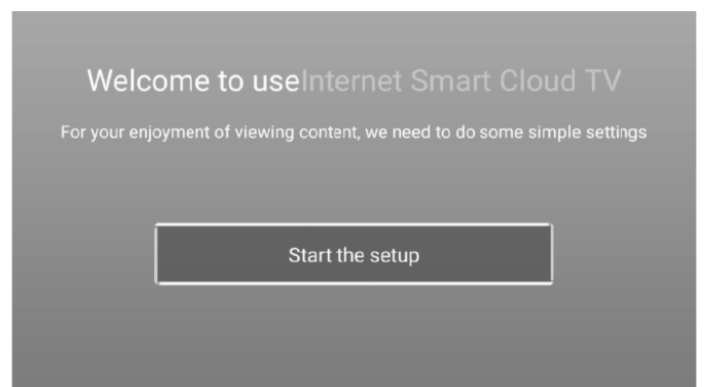 Welcome to useInternet Smart Cloud TV
For your enjoyment of viewing content, we need to do some simple settings
Start the setup